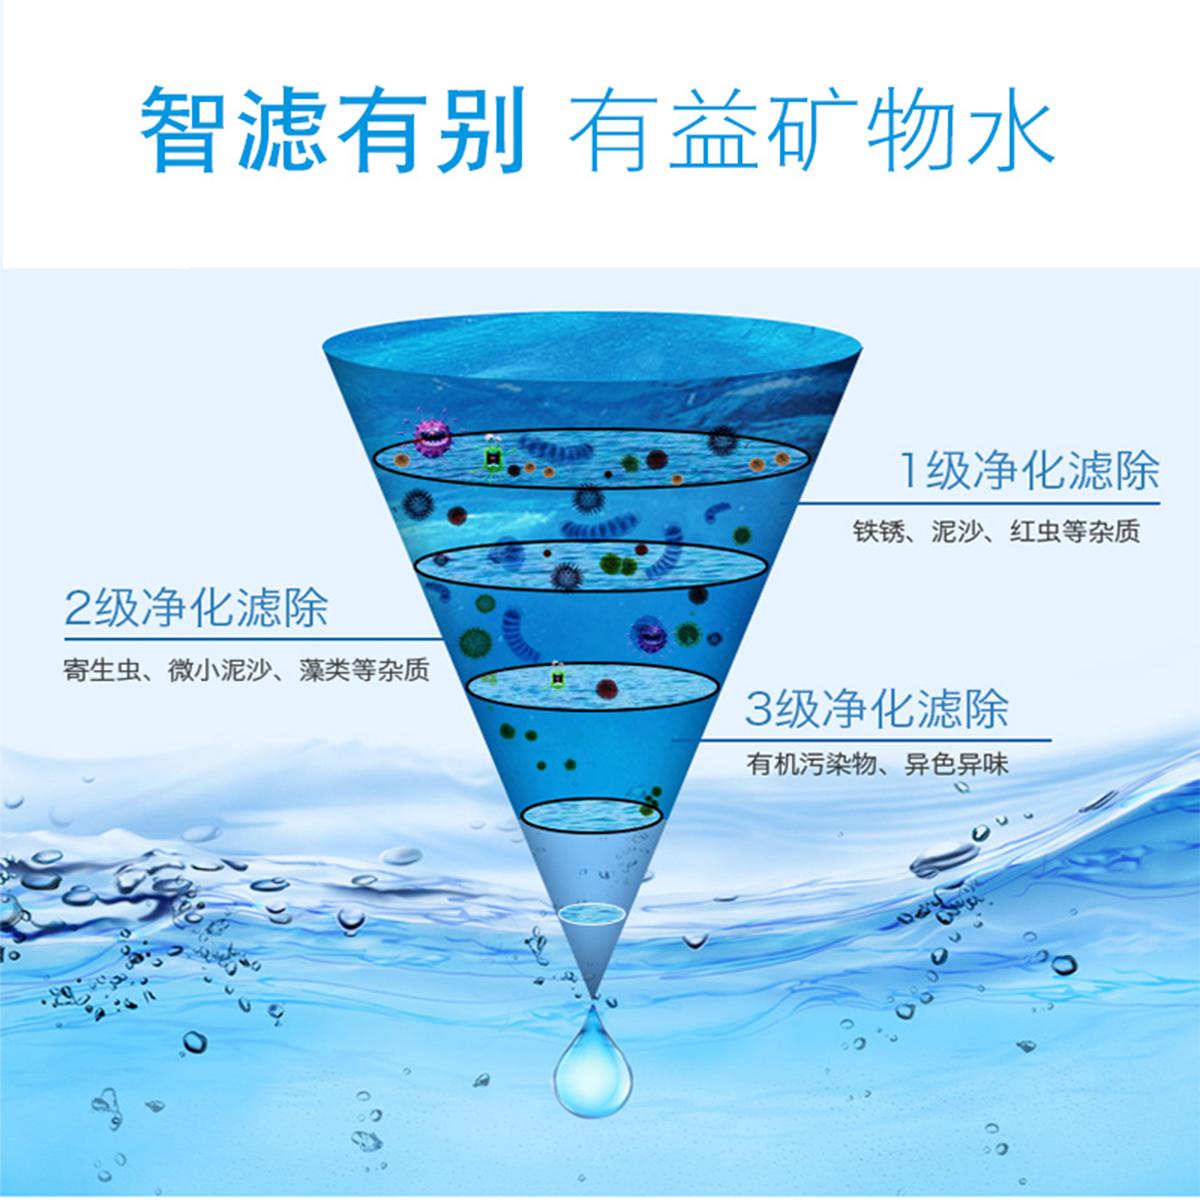 智滤有别 有益矿物水
1级净化滤除
铁锈、泥沙、红虫等杂质
2级净化滤除
寄生虫、微小泥沙、藻类等杂质
3级净化滤除
有机污染物、异色异味